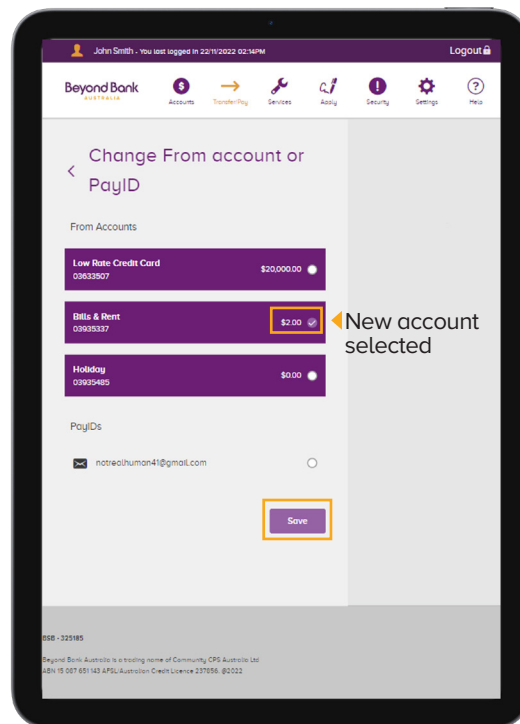 John Smith - You last logged in 22/11/2022 02:14PM
Logout
Beyond Bank
AUSTRALIA
Accounts
Transfer/Pay
Services
Apply
Security
Settings
Help
Change From account or
PayID
From Accounts
Low Rate Credit Card
03633507
$20,000.00
Bills & Rent
03935337
$2.00
New account
selected
Holiday
03935485
$0.00
PayIDs
notrealhuman41@gmail.com
Save
BSB - 325185
Beyond Bank Australia is a trading name of Community CPS Australia Ltd
ABN 15 087 651 143 AFSL/Australian Credit Licence 237856. @2022